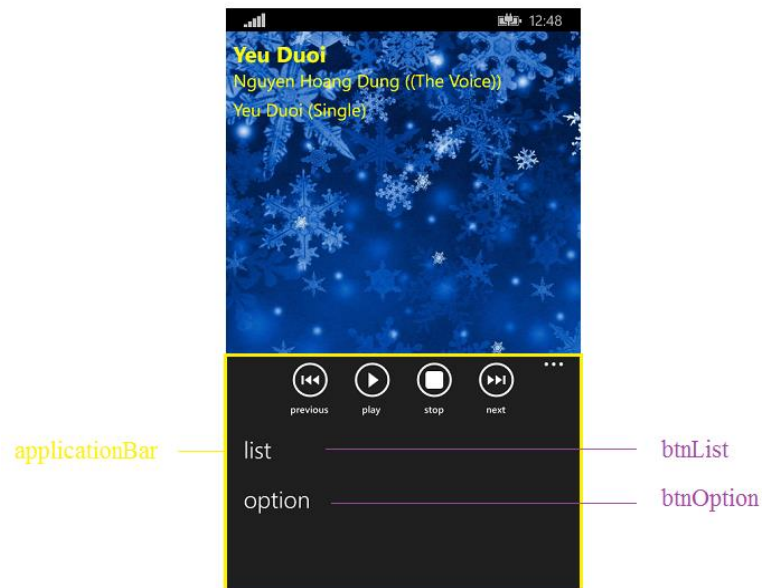 12:48
Yeu Duoi
Nguyen Hoang Dung ((The Voice))
Yeu Duoi (Single)
previous play stop next
applicationBar
list
btnList
option
btnOption